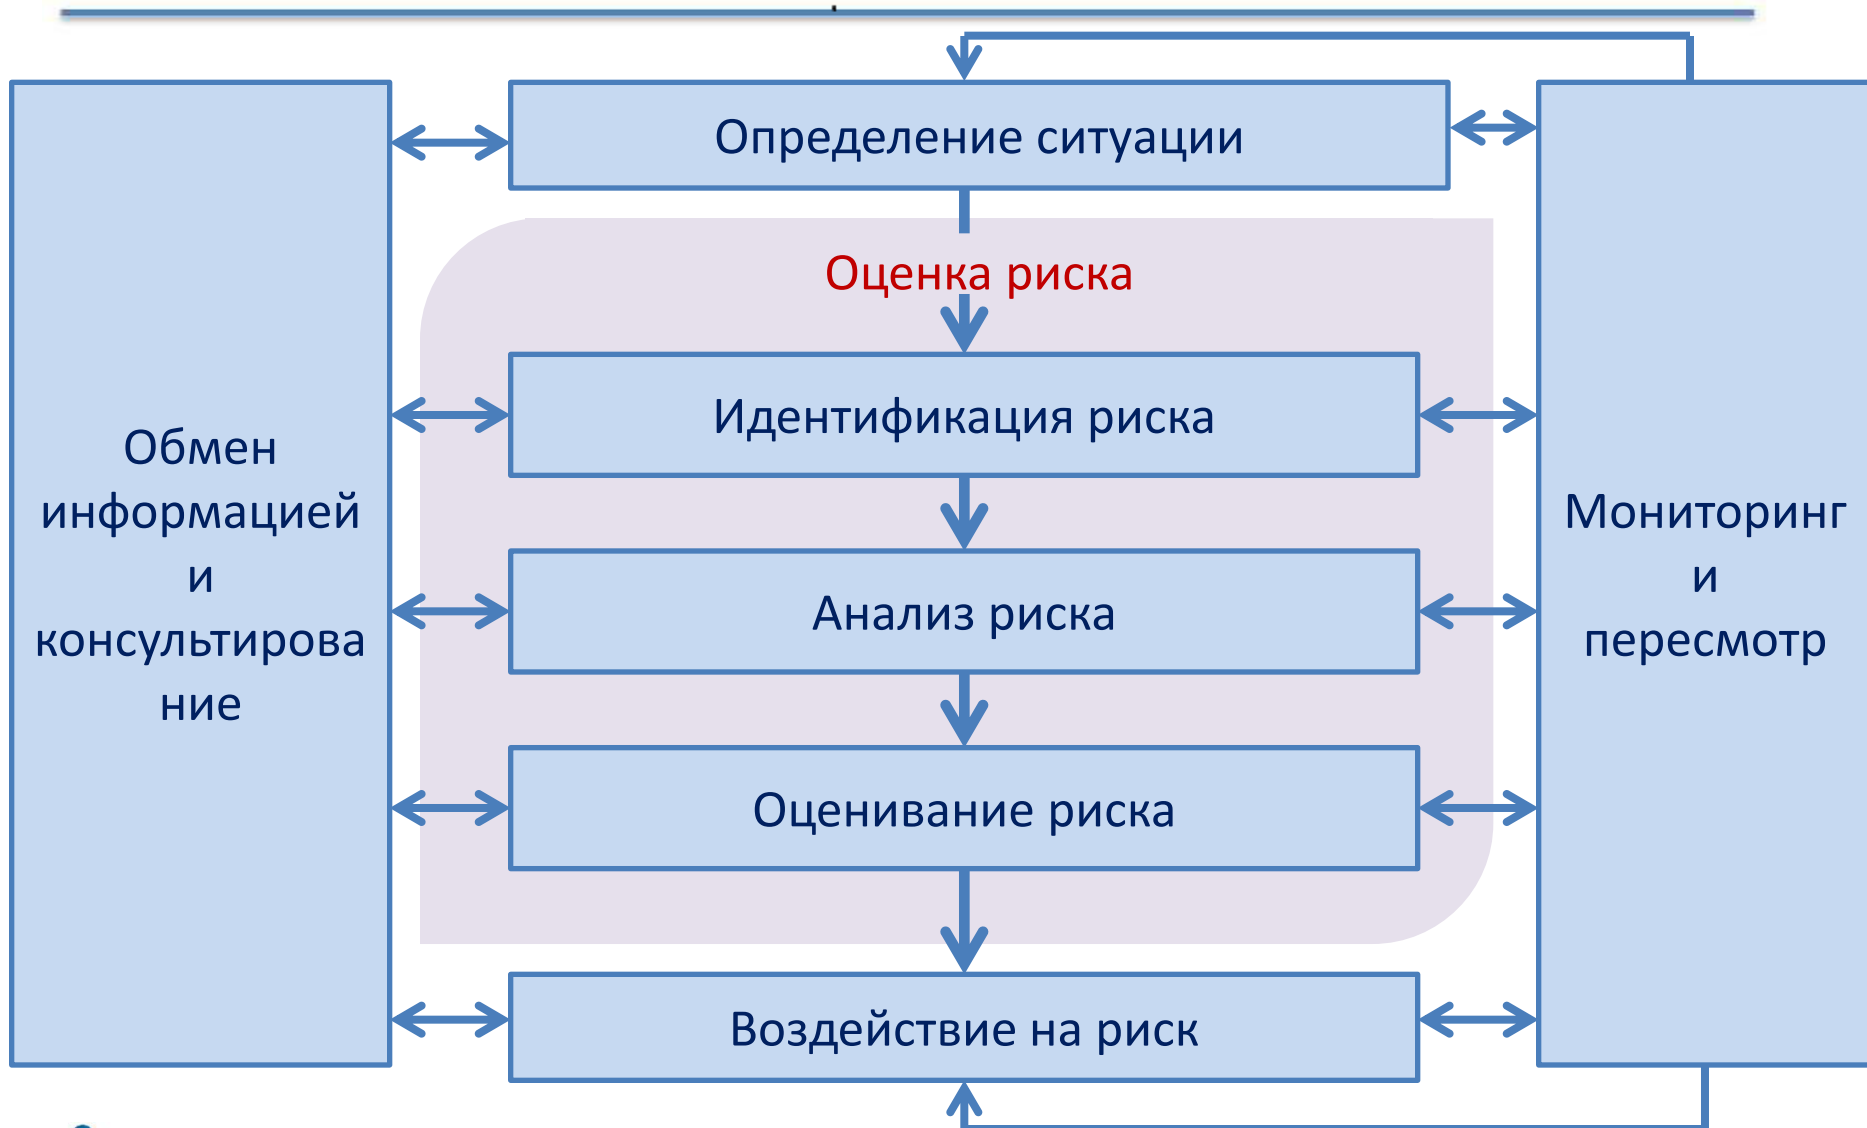 Определение ситуации
Оценка риска
Идентификация риска
Анализ риска
Оценивание риска
Воздействие на риск
Обмен
информацией
и
консультирова
ние
Мониторинг
и
пересмотр